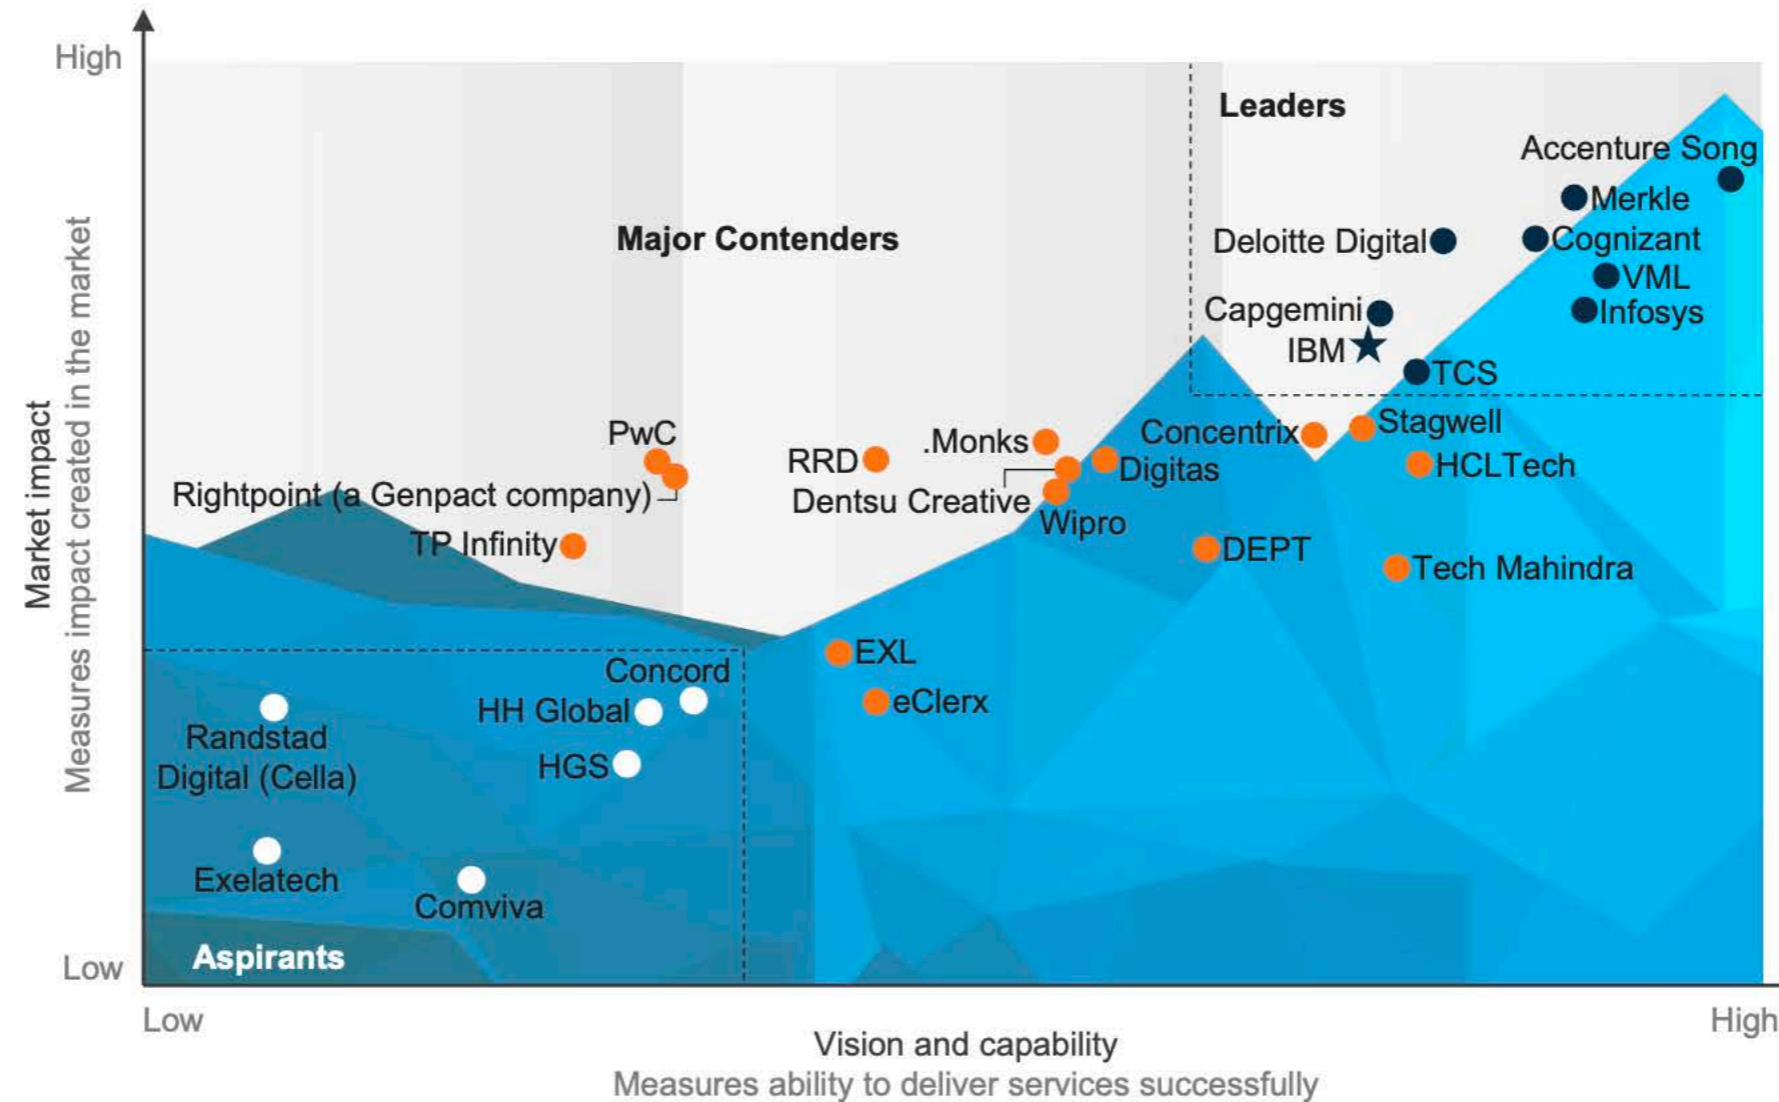 High
Leaders
Accenture Song
Merkle
Major Contenders
Deloitte Digital
Cognizant
VML
Capgemini
Infosys
IBM
TCS
PwC
.Monks
Concentrix
Stagwell
RRD
Digitas
HCLTech
Rightpoint (a Genpact company)
Dentsu Creative
Wipro
TP Infinity
DEPT
Tech Mahindra
EXL
Concord
eClerx
HH Global
Randstad
Digital (Cella)
HGS
Exelatech
Comviva
Aspirants
Low
Market impact
Measures impact created in the market
Low
High
Vision and capability
Measures ability to deliver services successfully